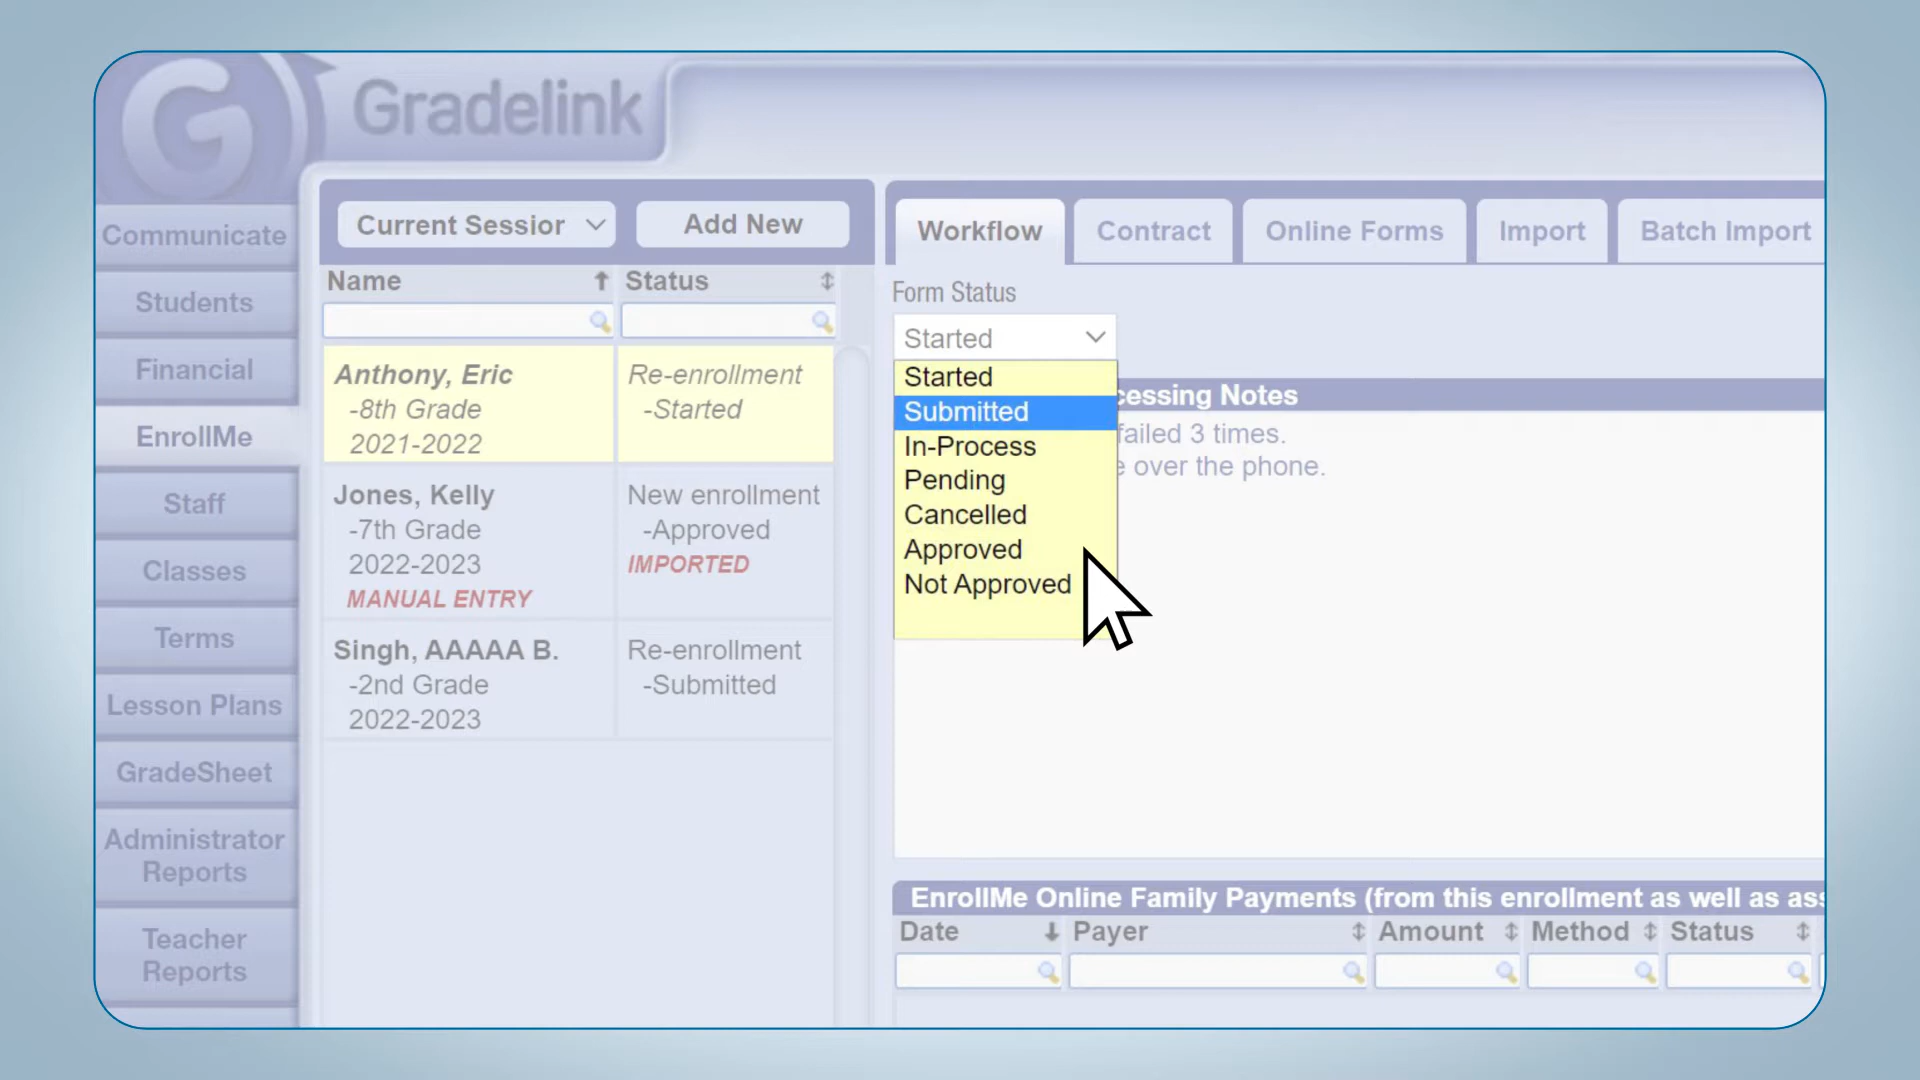 G Gradelink
Communicate
Students
Financial
EnrollMe
Staff
Classes
Terms
Lesson Plans
GradeSheet
Administrator
Reports
Teacher
Reports
Current Session
Add New
Name
Status
Anthony, Eric
-8th Grade
2021-2022
Re-enrollment
-Started
Jones, Kelly
-7th Grade
2022-2023
MANUAL ENTRY
New enrollment
-Approved
IMPORTED
Singh, AAAAA B.
-2nd Grade
2022-2023
Re-enrollment
-Submitted
Workflow
Contract
Online Forms
Import
Batch Import
Form Status
Started
Started
Submitted
In-Process
Pending
Cancelled
Approved
Not Approved
cessing Notes
failed 3 times.
e over the phone.
EnrollMe Online Family Payments (from this enrollment as well as ass
Date
Payer
Amount
Method
Status